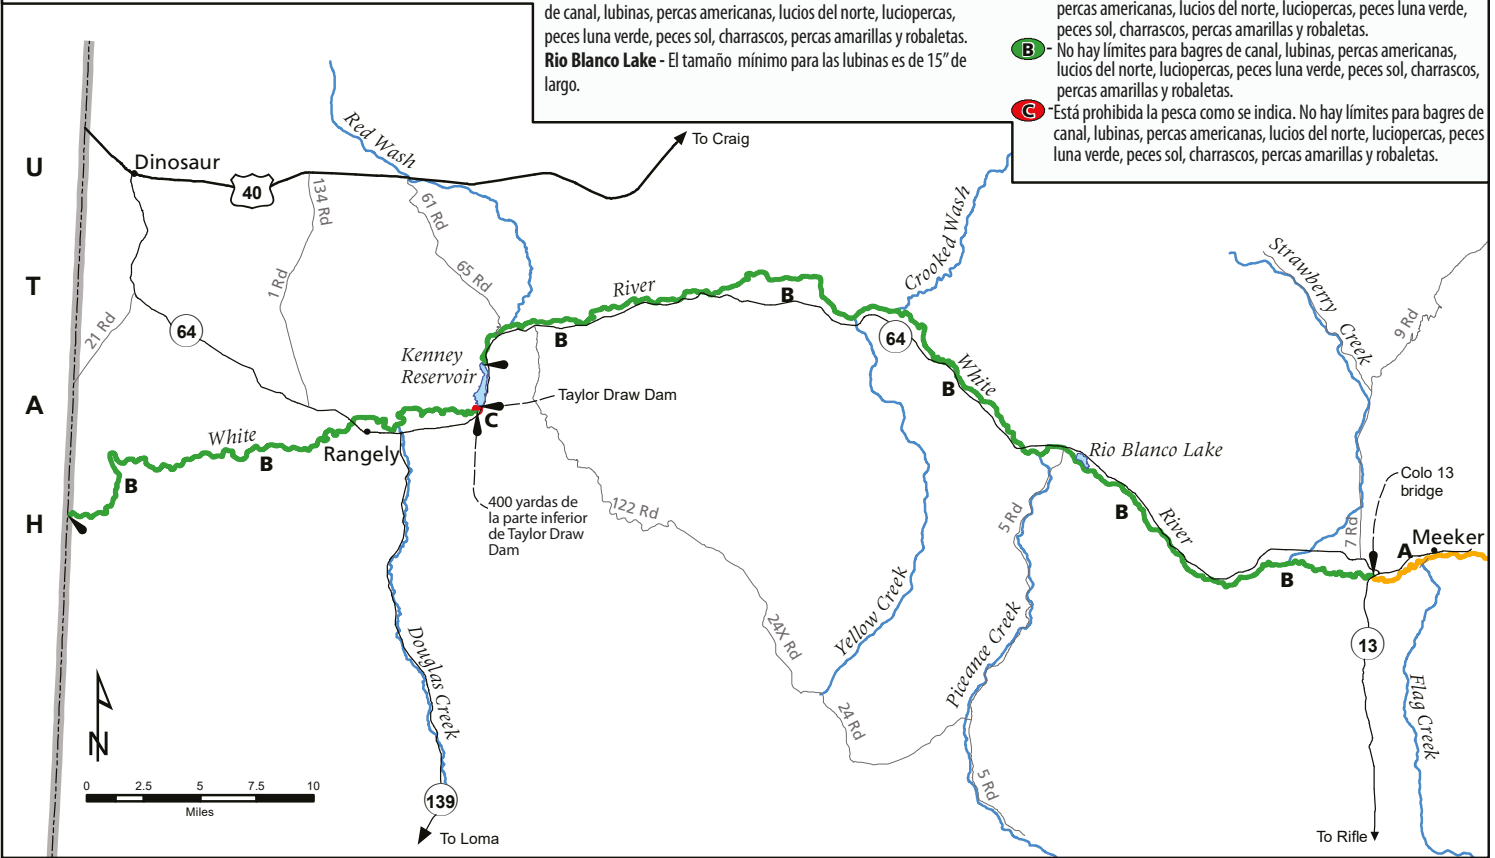 de canal, lubinas, percas americanas, lucios del norte, luciopercas,
peces luna verde, peces sol, charrascos, percas amarillas y robaletas.
Rio Blanco Lake - El tamaño mínimo para las lubinas es de 15” de
largo.
percas americanas, lucios del norte, luciopercas, peces luna verde,
peces sol, charrascos, percas amarillas y robaletas.
B - No hay límites para bagres de canal, lubinas, percas americanas,
lucios del norte, luciopercas, peces luna verde, peces sol, charrascos,
percas amarillas y robaletas.
C - Está prohibida la pesca como se indica. No hay límites para bagres de
canal, lubinas, percas americanas, lucios del norte, luciopercas, peces
luna verde, peces sol, charrascos, percas amarillas y robaletas.
U
T
A
H
Dinosaur
40
134 Rd
Red Wash
To Craig
61 Rd
65 Rd
1 Rd
21 Rd
64
Kenney
Reservoir
River
B
B
Crooked Wash
64
White
B
Strawberry Creek
9 Rd
Taylor Draw Dam
C
White
B
B
Rangely
400 yardas de
la parte inferior
de Taylor Draw
Dam
122 Rd
Rio Blanco Lake
5 Rd
B
River
Colo 13
bridge
7 Rd
A
Meeker
B
Yellow Creek
Piceance Creek
24X Rd
24 Rd
5 Rd
13
Flag Creek
Douglas Creek
N
0 2.5 5 7.5 10
Miles
139
To Loma
To Rifle